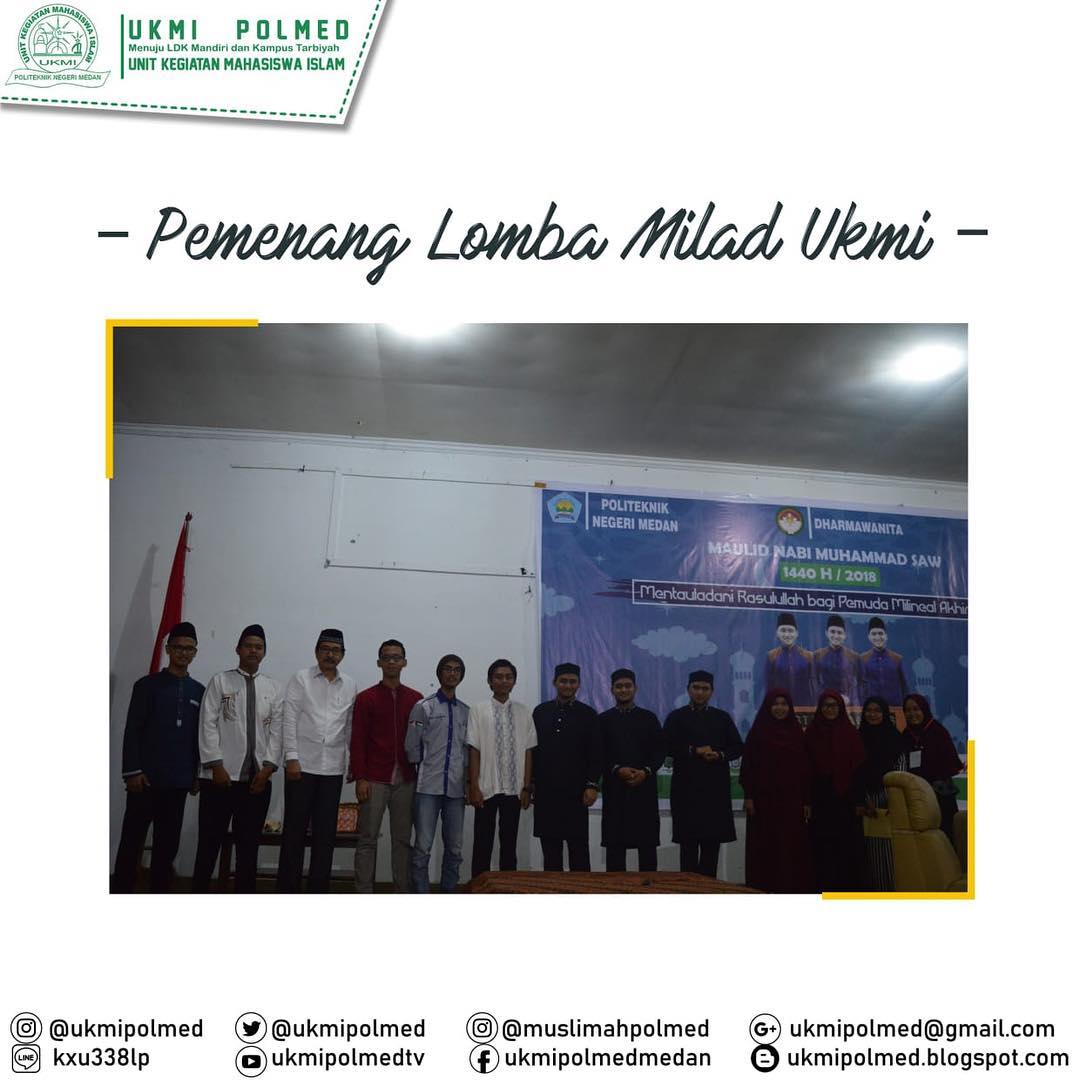 UNIT KEGIATAN MAHASISWA ISLAM
UKMI
POLITEKNIK NEGERI MEDAN
UKMI POLMED
Menuju LDK Mandiri dan Kampus Tarbiyah
UNIT KEGIATAN MAHASISWA ISLAM
- Pemenang Lomba Milad Ukmi -
POLITEKNIK
NEGERI MEDAN
DHARMAWANITA
MAULID NABI MUHAMMAD SAW
1440 H / 2018
Mentauladani Rasulullah bagi Pemuda Milineal Akhir
@ukmipolmed
@ukmipolmed
@muslimahpolmed
ukmipolmed@gmail.com
LINE
kxu338lp
ukmipolmedtv
ukmipolmedmedan
ukmipolmed.blogspot.com